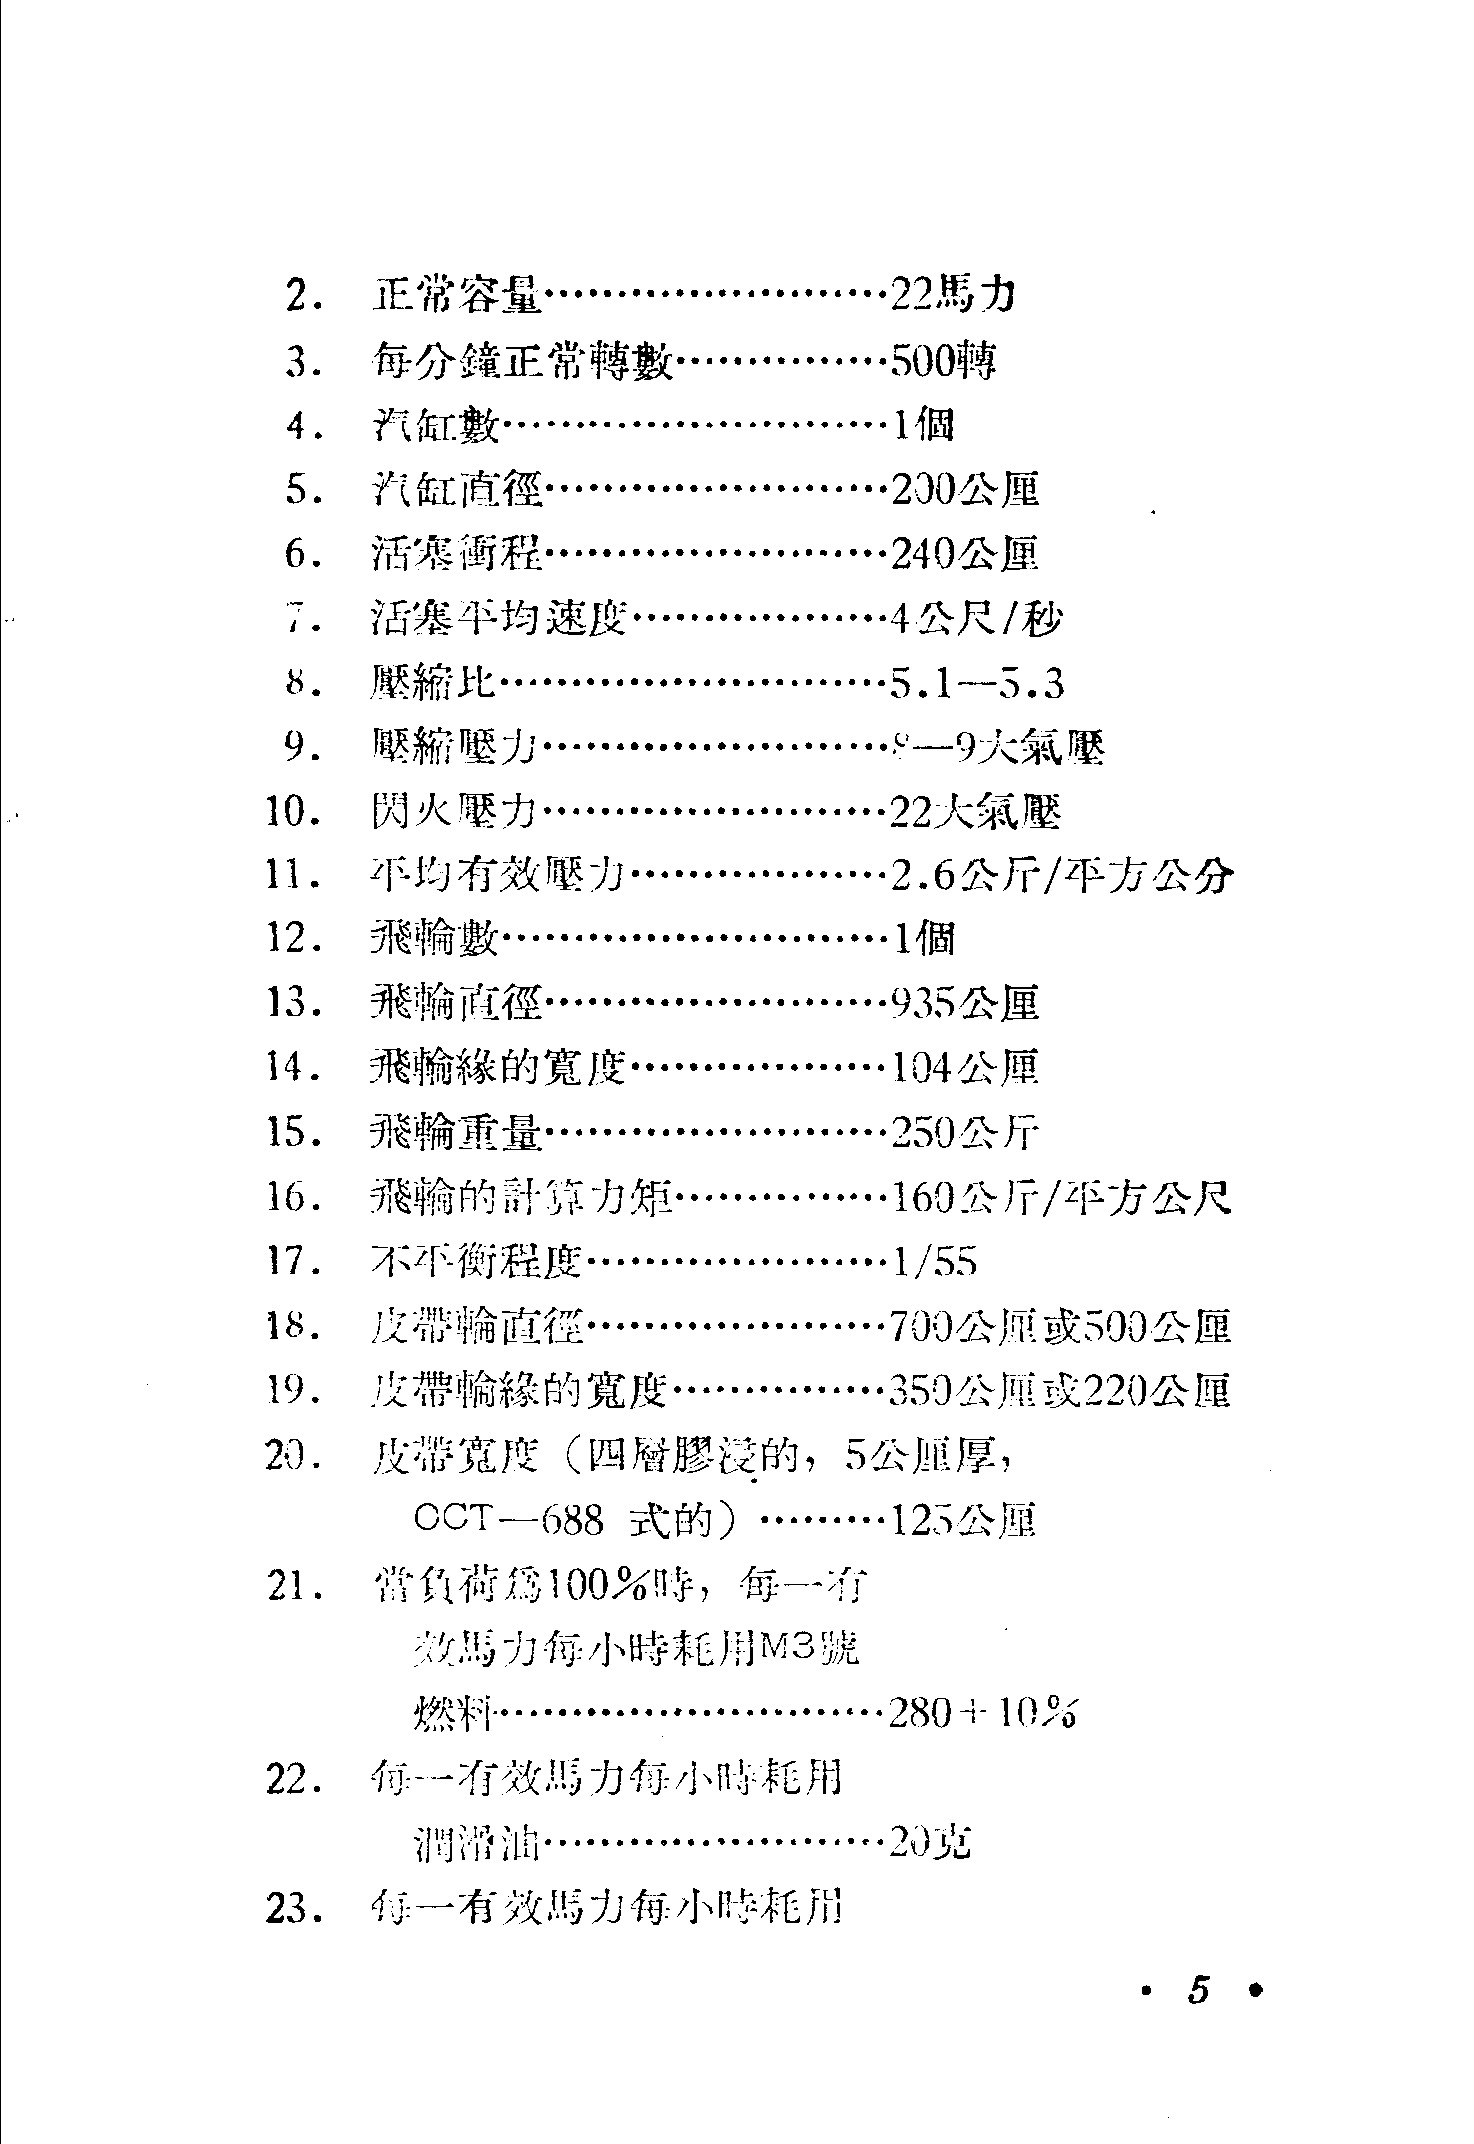 2. 正常容量……………………22馬力
3. 每分鐘正常轉數……………500轉
4. 汽缸數………………………1個
5. 汽缸直徑……………………200公厘
6. 活塞衝程……………………240公厘
7. 活塞平均速度………………4公尺/秒
8. 壓縮比………………………5.1—5.3
9. 壓縮壓力……………………8—9大氣壓
10. 閃火壓力……………………22大氣壓
11. 平均有效壓力………………2.6公斤/平方公分
12. 飛輪數………………………1個
13. 飛輪直徑……………………935公厘
14. 飛輪緣的寬度………………104公厘
15. 飛輪重量……………………250公斤
16. 飛輪的計算力矩……………160公斤/平方公尺
17. 不平衡程度…………………1/55
18. 皮帶輪直徑…………………700公厘或500公厘
19. 皮帶輪緣的寬度……………350公厘或220公厘
20. 皮帶寬度（四層膠浸的，5公厘厚，
OCT—688 式的）………125公厘
21. 當負荷爲100%時，每一有
效馬力每小時耗用M3號
燃料………………………280+10%
22. 每一有效馬力每小時耗用
潤滑油……………………20克
23. 每一有效馬力每小時耗用
• 5 •